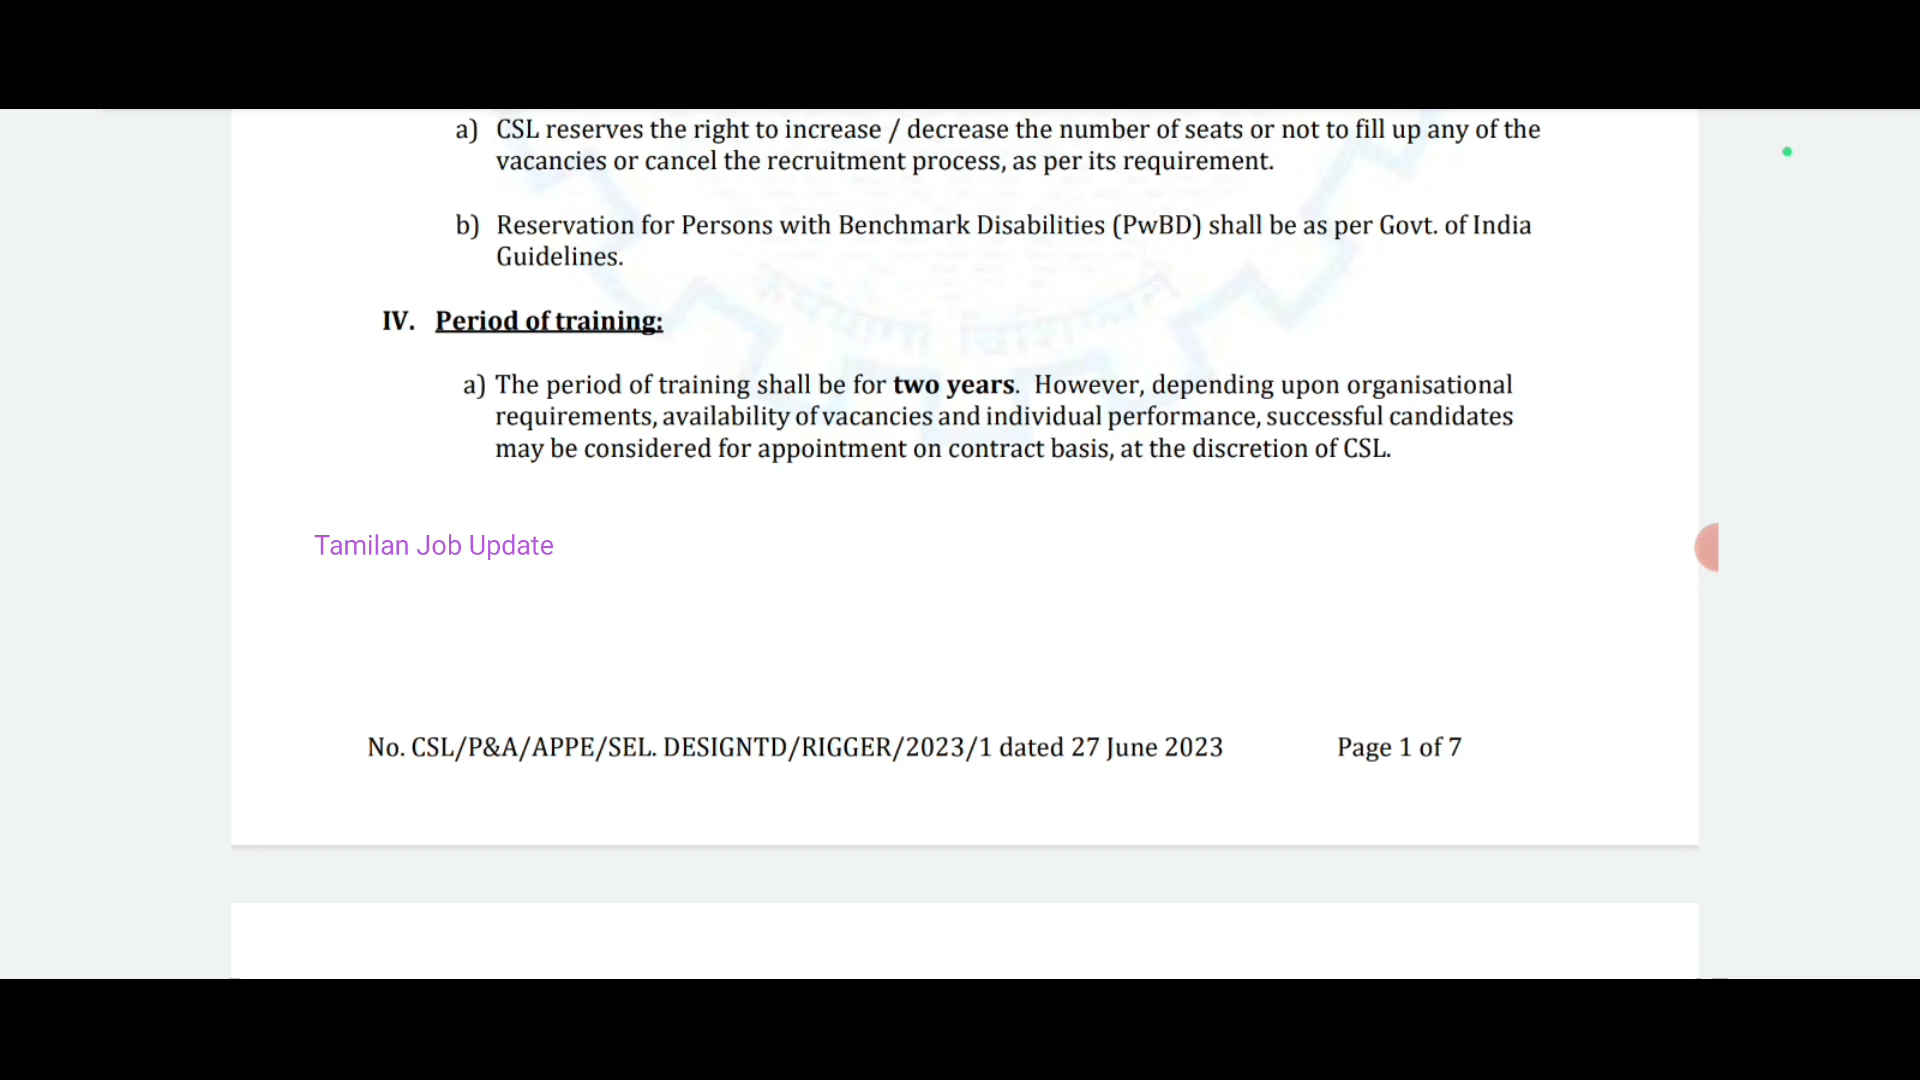 a) CSL reserves the right to increase / decrease the number of seats or not to fill up any of the
vacancies or cancel the recruitment process, as per its requirement.
b) Reservation for Persons with Benchmark Disabilities (PwBD) shall be as per Govt. of India
Guidelines.
IV. Period of training:
a) The period of training shall be for two years. However, depending upon organisational
requirements, availability of vacancies and individual performance, successful candidates
may be considered for appointment on contract basis, at the discretion of CSL.
Tamilan Job Update
No. CSL/P&A/APPE/SEL. DESIGNTD/RIGGER/2023/1 dated 27 June 2023 Page 1 of 7